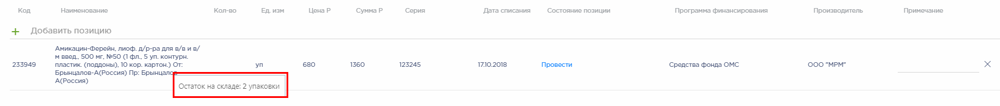 Код Наименование Кол-во Ед. изм Цена Р Сумма Р Серия Дата списания Состояние позиции Программа финансирования Производитель Примечание
+ Добавить позицию
Амикацин-Ферейн, лиоф. д/р-ра для в/в и в/
м введ., 500 мг, №50 (1 фл., 5 уп. контурн.
233949 пластик. (поддоны), 10 кор. картон.) От: уп 680 1360 123245 17.10.2018 Провести Средства фонда ОМС ООО "МРМ"
Брынцалов-А(Россия) Пр: Брынцалов-
А(Россия)
Остаток на складе: 2 упаковки